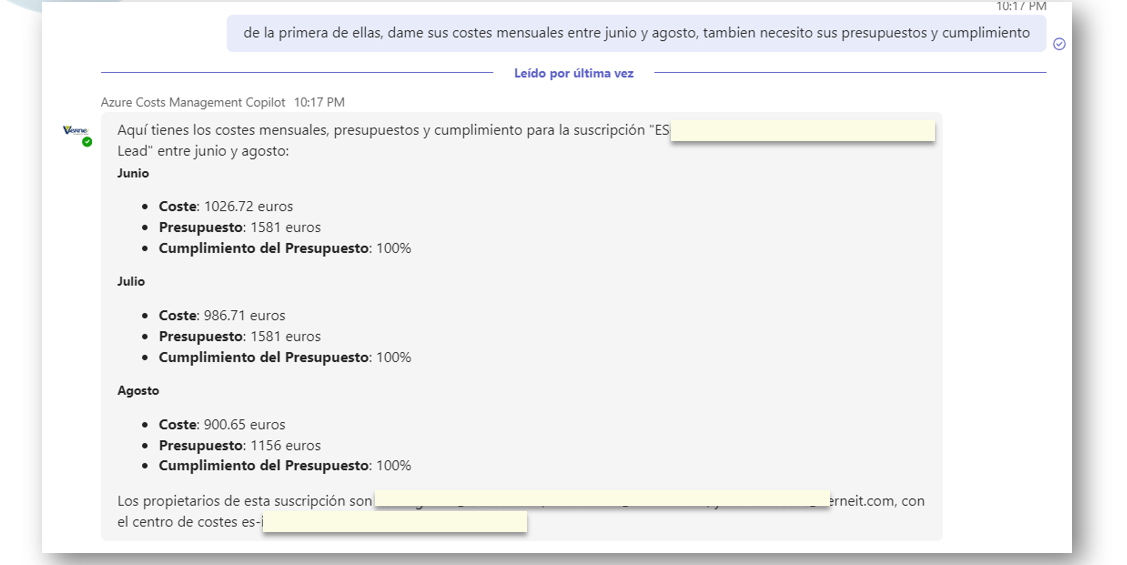 10:17 PM
de la primera de ellas, dame sus costes mensuales entre junio y agosto, tambien necesito sus presupuestos y cumplimiento
Leído por última vez
Azure Costs Management Copilot 10:17 PM
Aquí tienes los costes mensuales, presupuestos y cumplimiento para la suscripción "ES
Lead" entre junio y agosto:
Junio
• Coste: 1026.72 euros
• Presupuesto: 1581 euros
• Cumplimiento del Presupuesto: 100%
Julio
• Coste: 986.71 euros
• Presupuesto: 1581 euros
• Cumplimiento del Presupuesto: 100%
Agosto
• Coste: 900.65 euros
• Presupuesto: 1156 euros
• Cumplimiento del Presupuesto: 100%
Los propietarios de esta suscripción son erneit.com, con
el centro de costes es-i